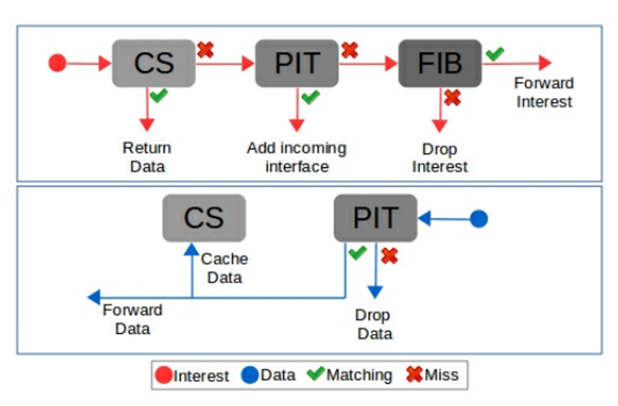 CS
PIT
FIB
Forward
Interest
Return
Data
Add incoming
interface
Drop
Interest
CS
PIT
Cache
Data
Forward
Data
Drop
Data
Interest Data Matching Miss